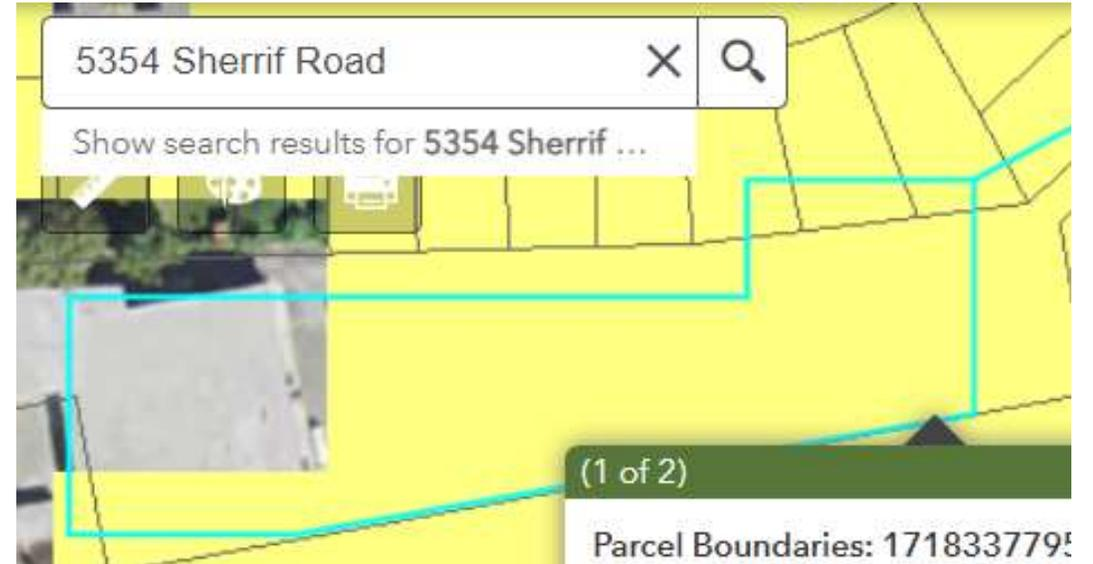 5354 Sherrif Road
Show search results for 5354 Sherrif ...
(1 of 2)
Parcel Boundaries: 1718337795